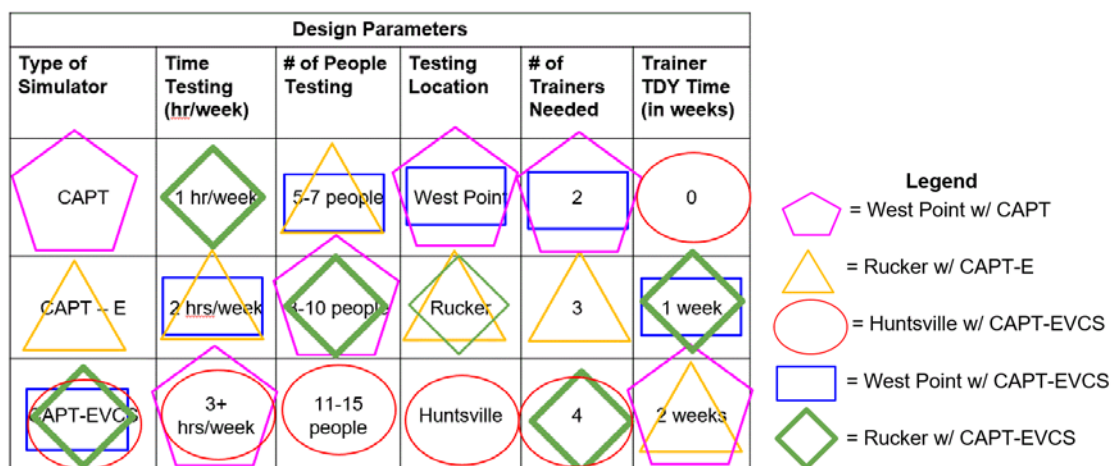 Design Parameters
Type of
Simulator
Time
Testing
(hr/week)
# of People
Testing
Testing
Location
# of
Trainers
Needed
Trainer
TDY Time
(in weeks)
CAPT
1 hr/week
5-7 people
West Point
2
0
CAPT – E
2 hrs/week
8-10 people
Rucker
3
1 week
CAPT-EVCS
3+
hrs/week
11-15
people
Huntsville
4
2 weeks
Legend
= West Point w/ CAPT
= Rucker w/ CAPT-E
= Huntsville w/ CAPT-EVCS
= West Point w/ CAPT-EVCS
= Rucker w/ CAPT-EVCS